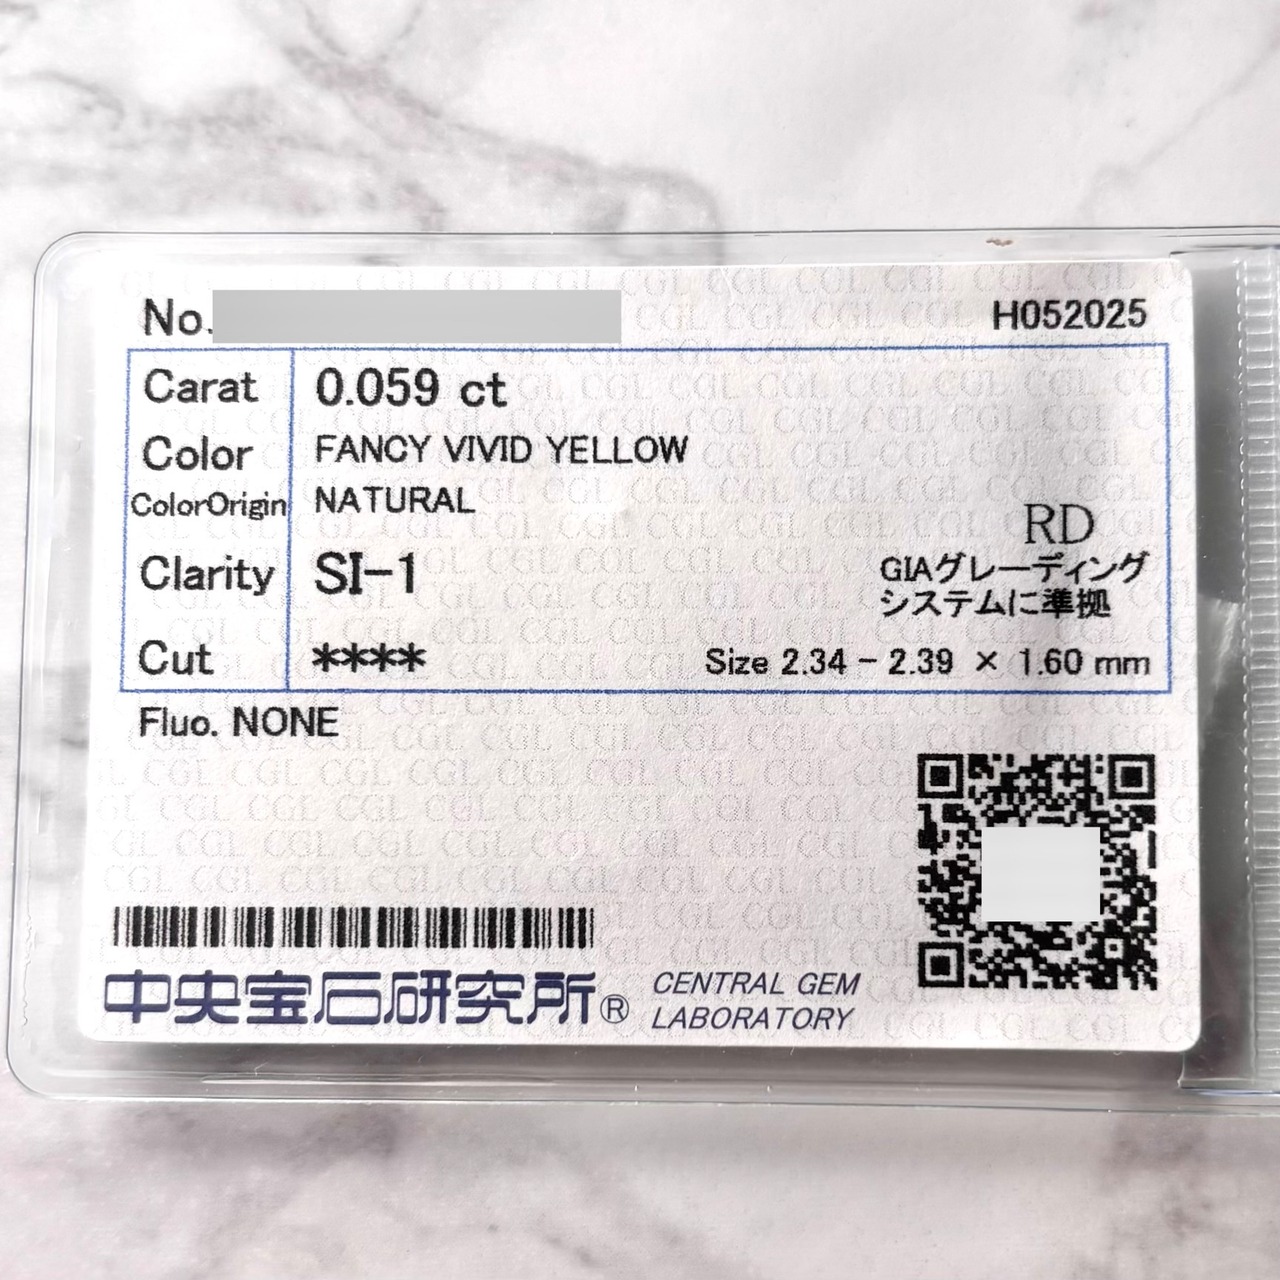 No. H052025
Carat 0.059 ct
Color FANCY VIVID YELLOW
ColorOrigin NATURAL
RD
Clarity SI-1
GIAグレーディング
システムに準拠
Cut **** Size 2.34 - 2.39 × 1.60 mm
Fluo. NONE
中央宝石研究所® CENTRAL GEM
LABORATORY